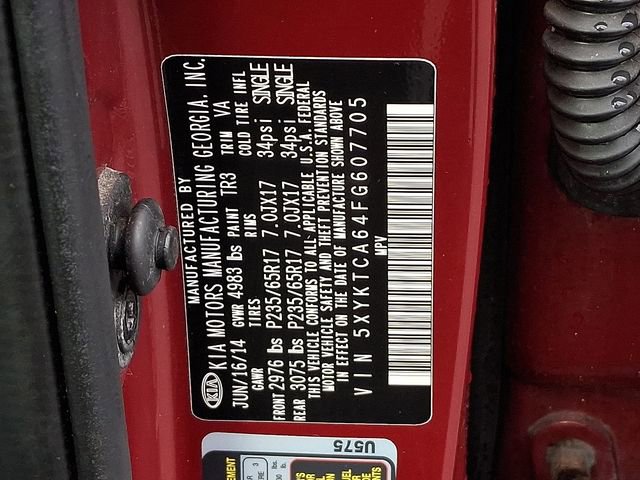 MANUFACTURED BY
KIA KIA MOTORS MANUFACTURING GEORGIA. INC.
JUN/16/14 GVWR 4983 lbs PAINT TR3 TRIM VA
GAWR TIRES RIMS COLD TIRE INFL
FRONT 2976 lbs P235/65R17 7.0JX17 34psi SINGLE
REAR 3075 lbs P235/65R17 7.0JX17 34psi SINGLE
THIS VEHICLE CONFORMS TO ALL APPLICABLE U.S.A. FEDERAL
MOTOR VEHICLE SAFETY AND THEFT PREVENTION STANDARDS
IN EFFECT ON THE DATE OF MANUFACTURE SHOWN ABOVE
VIN 5XYKTCA64FG607705
MPV
U575